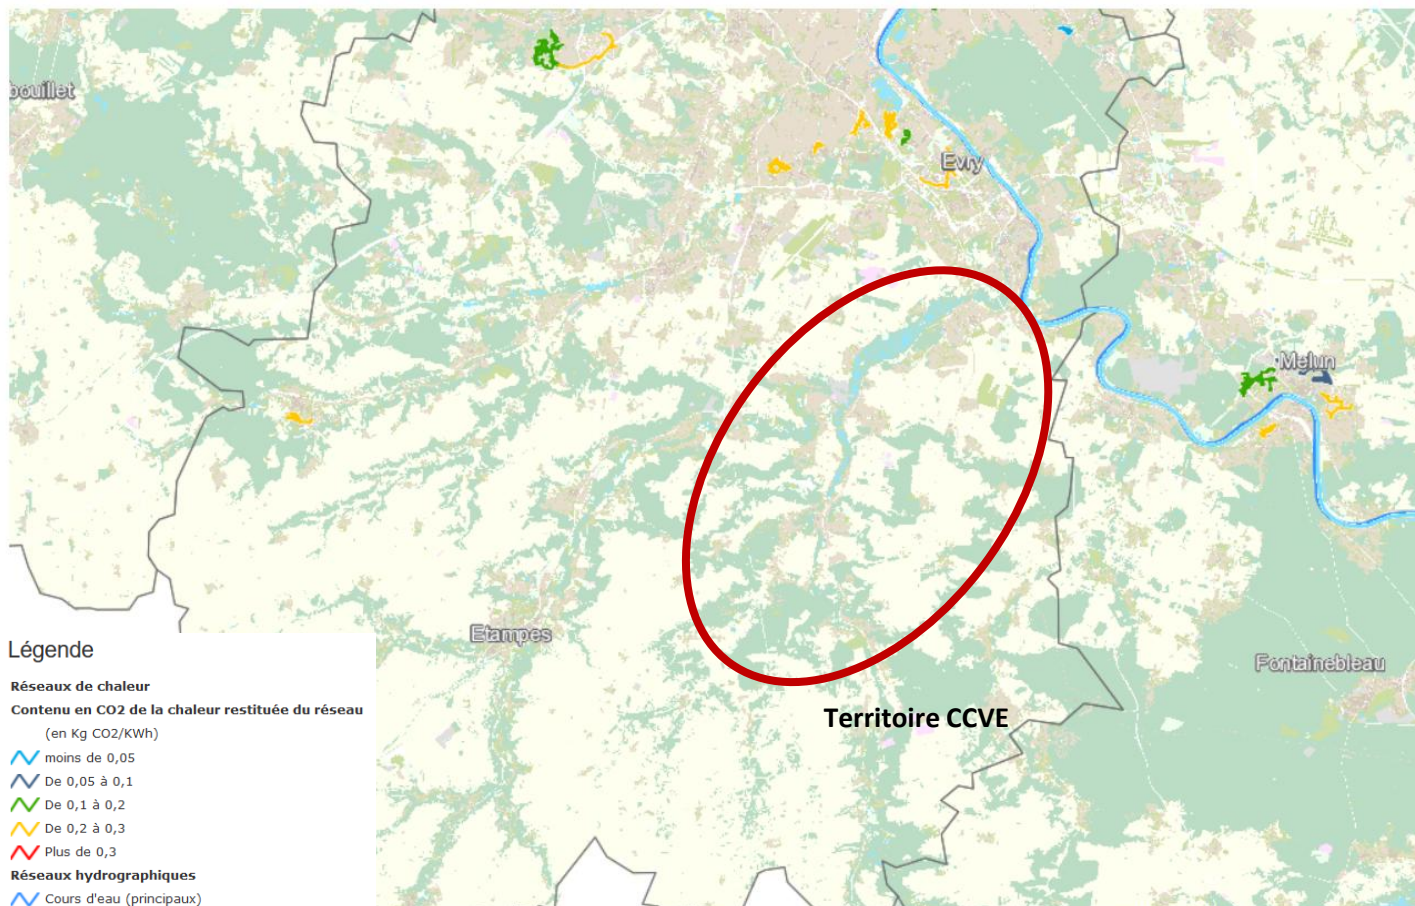 bouillet
Evry
Melun
Etampes
Fontainebleau
Territoire CCVE
Légende
Réseaux de chaleur
Contenu en CO2 de la chaleur restituée du réseau
(en Kg CO2/KWh)
moins de 0,05
De 0,05 à 0,1
De 0,1 à 0,2
De 0,2 à 0,3
Plus de 0,3
Réseaux hydrographiques
Cours d'eau (principaux)